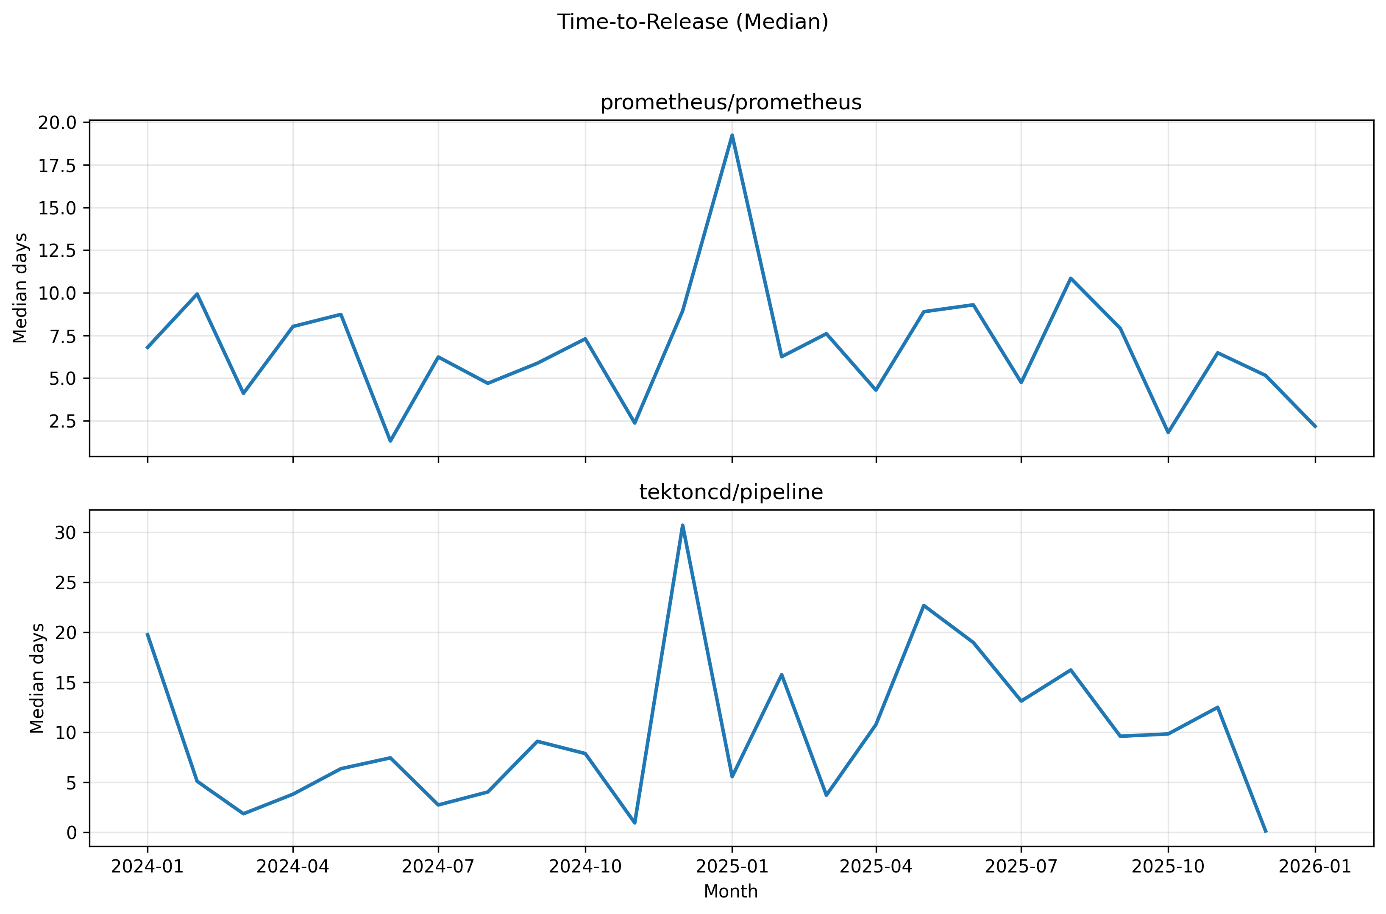 Time-to-Release (Median)
prometheus/prometheus
20.0
17.5
15.0
12.5
10.0
7.5
5.0
2.5
Median days
tektoncd/pipeline
30
25
20
15
10
5
0
Median days
2024-01 2024-04 2024-07 2024-10 2025-01 2025-04 2025-07 2025-10 2026-01
Month